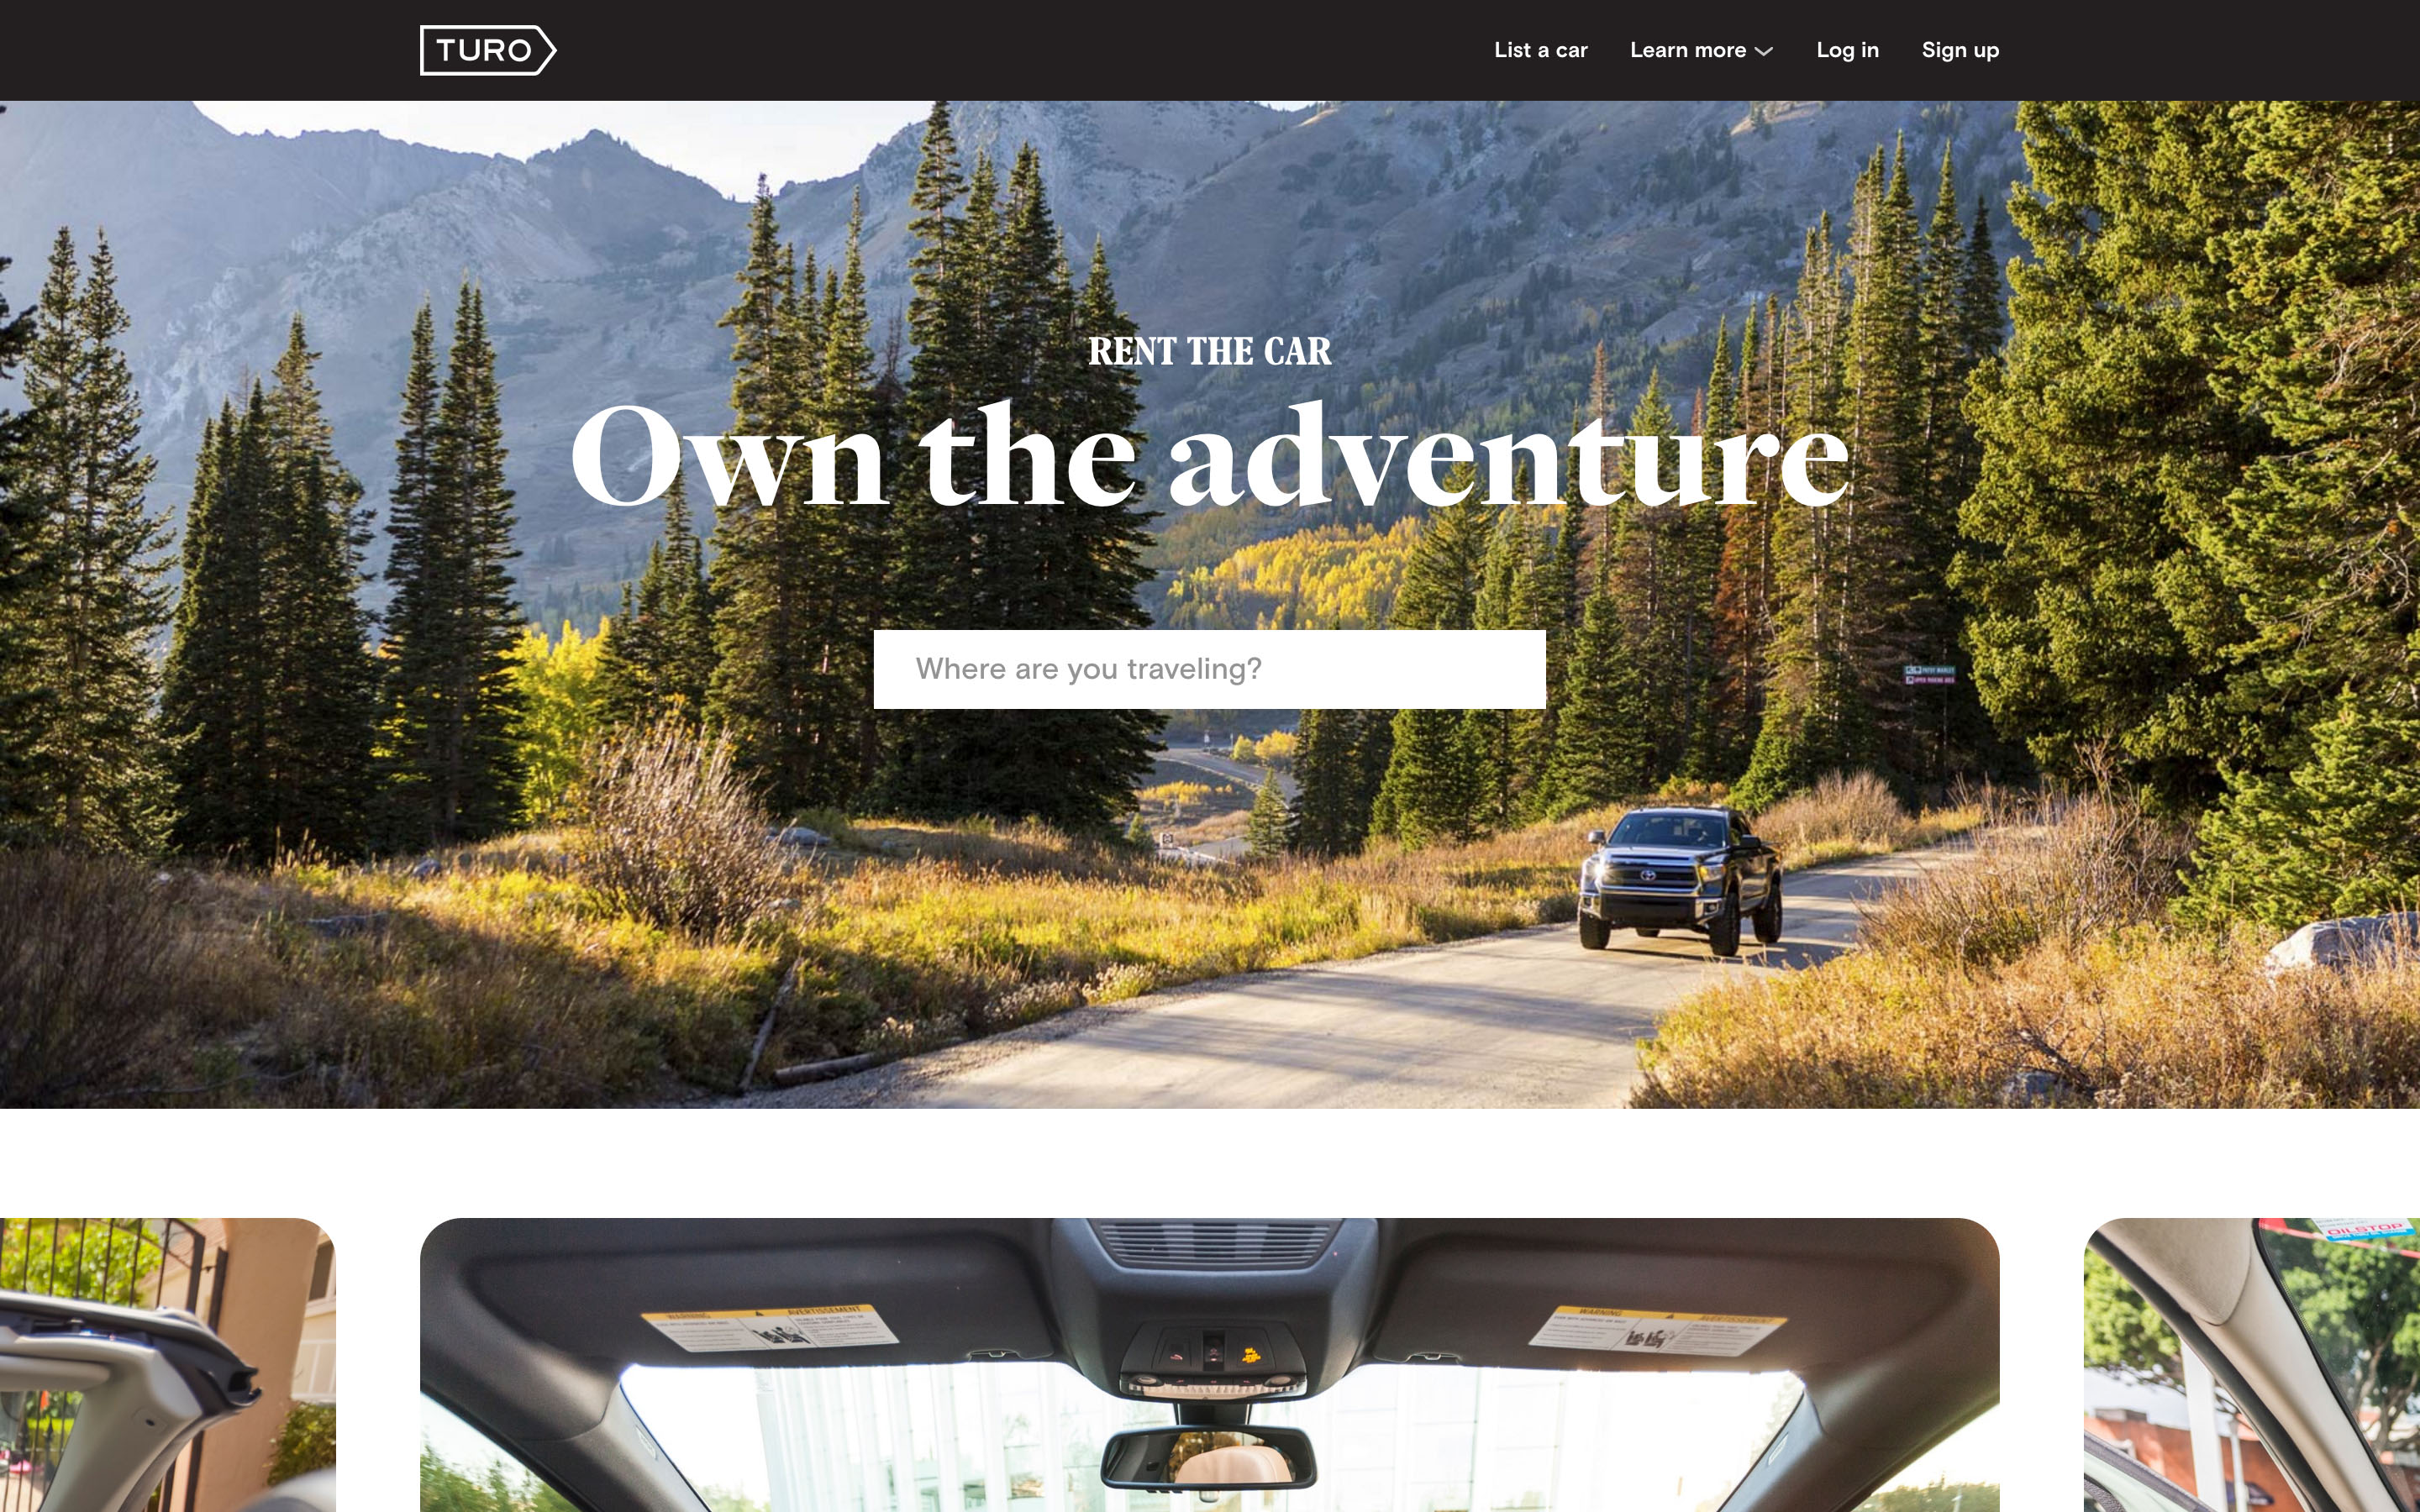 TURO
List a car
Learn more
Log in
Sign up
RENT THE CAR
Own the adventure
Where are you traveling?
OILSTOP
WARNING
AVERTISSEMENT
WARNING
AVERTISSEMENT